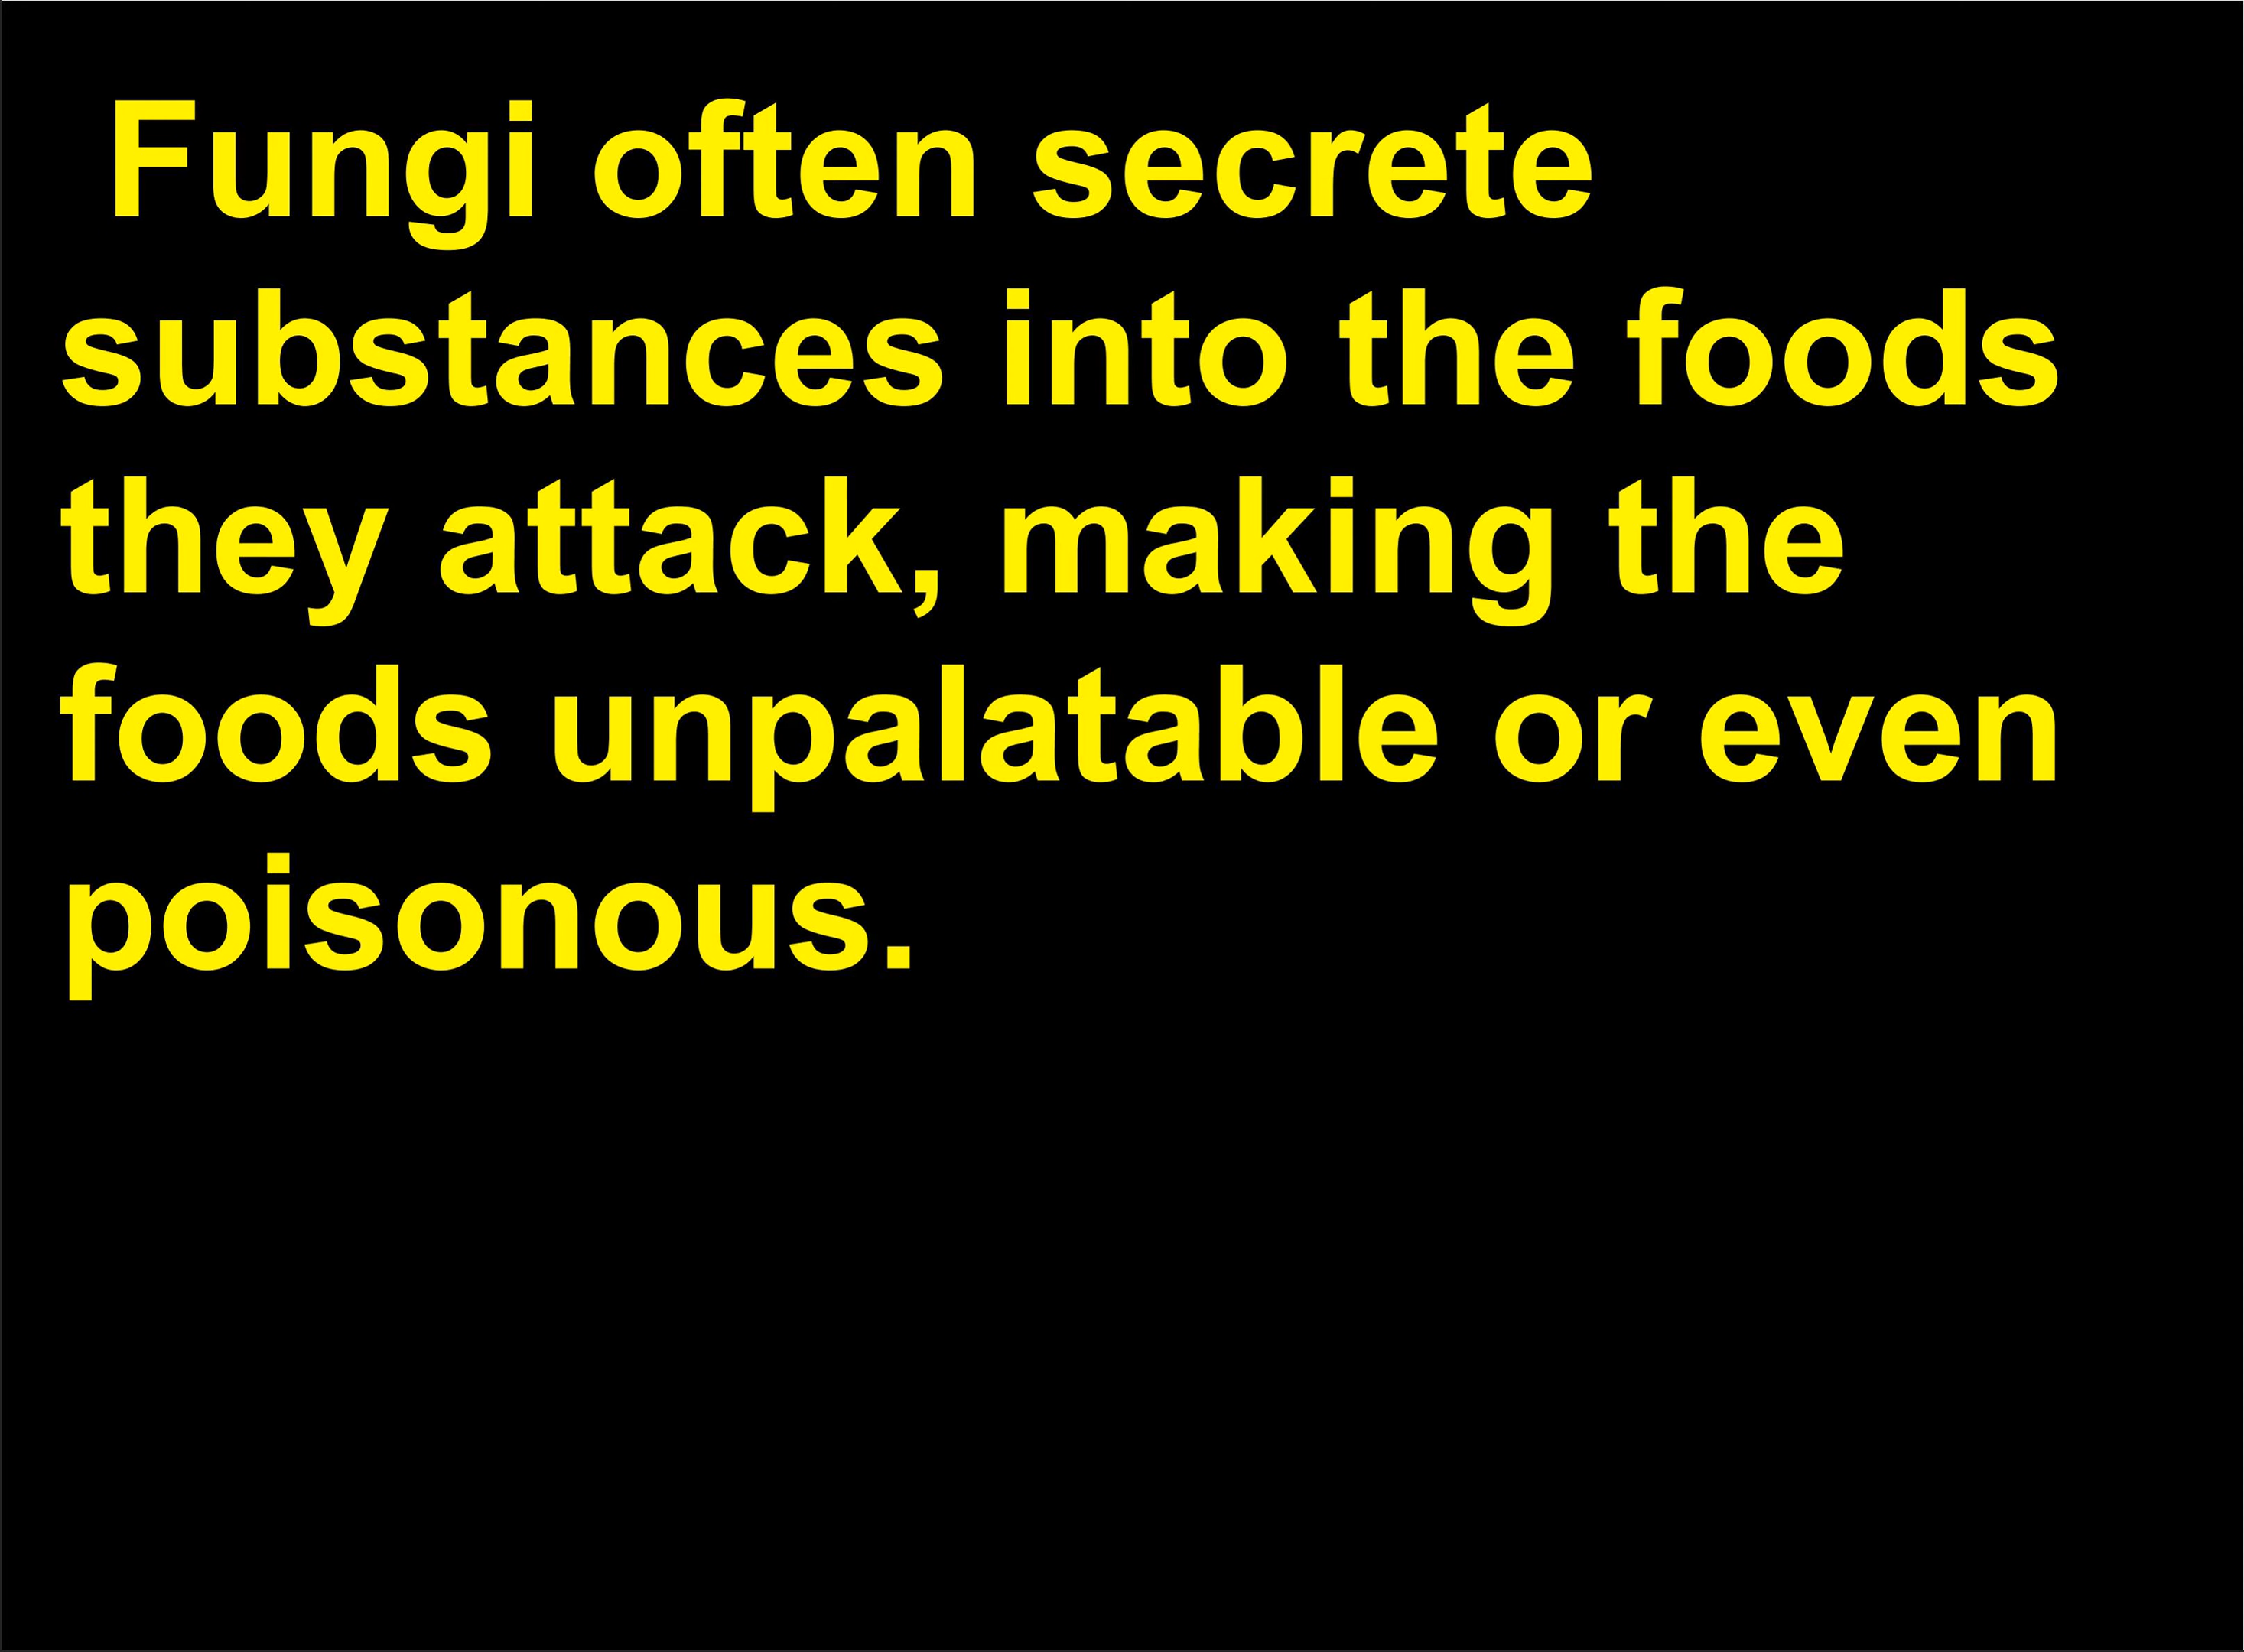 Fungi often secrete
substances into the foods
they attack, making the
foods unpalatable or even
poisonous.